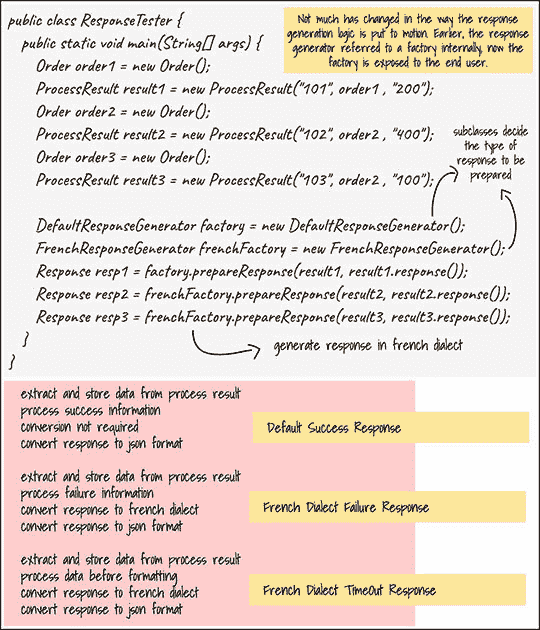 public class ResponseTester {
public static void main(String[] args) {
Order order1 = new Order();
ProcessResult result1 = new ProcessResult("101", order1 , "200");
Order order2 = new Order();
ProcessResult result2 = new ProcessResult("102", order2 , "400");
Order order3 = new Order();
ProcessResult result3 = new ProcessResult("103", order2 , "100");
Not much has changed in the way the response
generation logic is put to motion. Earlier, the response
generator referred to a factory internally, now the
factory is exposed to the end user.
subclasses decide
the type of
response to be
prepared
DefaultResponseGenerator factory = new DefaultResponseGenerator();
FrenchResponseGenerator frenchFactory = new FrenchResponseGenerator();
Response resp1 = factory.prepareResponse(result1, result1.response());
Response resp2 = frenchFactory.prepareResponse(result2, result2.response());
Response resp3 = frenchFactory.prepareResponse(result3, result3.response());
}
}
generate response in french dialect
extract and store data from process result
process success information
conversion not required
convert response to json format
Default Success Response
extract and store data from process result
process failure information
convert response to french dialect
convert response to json format
French Dialect Failure Response
extract and store data from process result
process data before formatting
convert response to french dialect
convert response to json format
French Dialect TimeOut Response